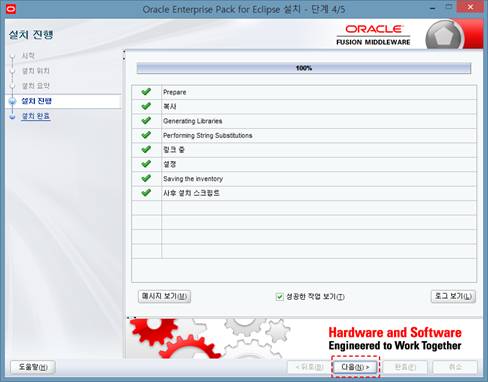 Oracle Enterprise Pack for Eclipse 설치 - 단계 4/5
설치 진행
ORACLE
FUSION MIDDLEWARE
시작
설치 위치
설치 요약
설치 진행
설치 완료
100%
Prepare
복사
Generating Libraries
Performing String Substitutions
링크 중
설정
Saving the inventory
사후 설치 스크립트
메시지 보기(M)
성공한 작업 보기(T)
로그 보기(L)
Hardware and Software
Engineered to Work Together
도움말(H)
< 뒤로(B)
다음(N) >
완료(F)
취소